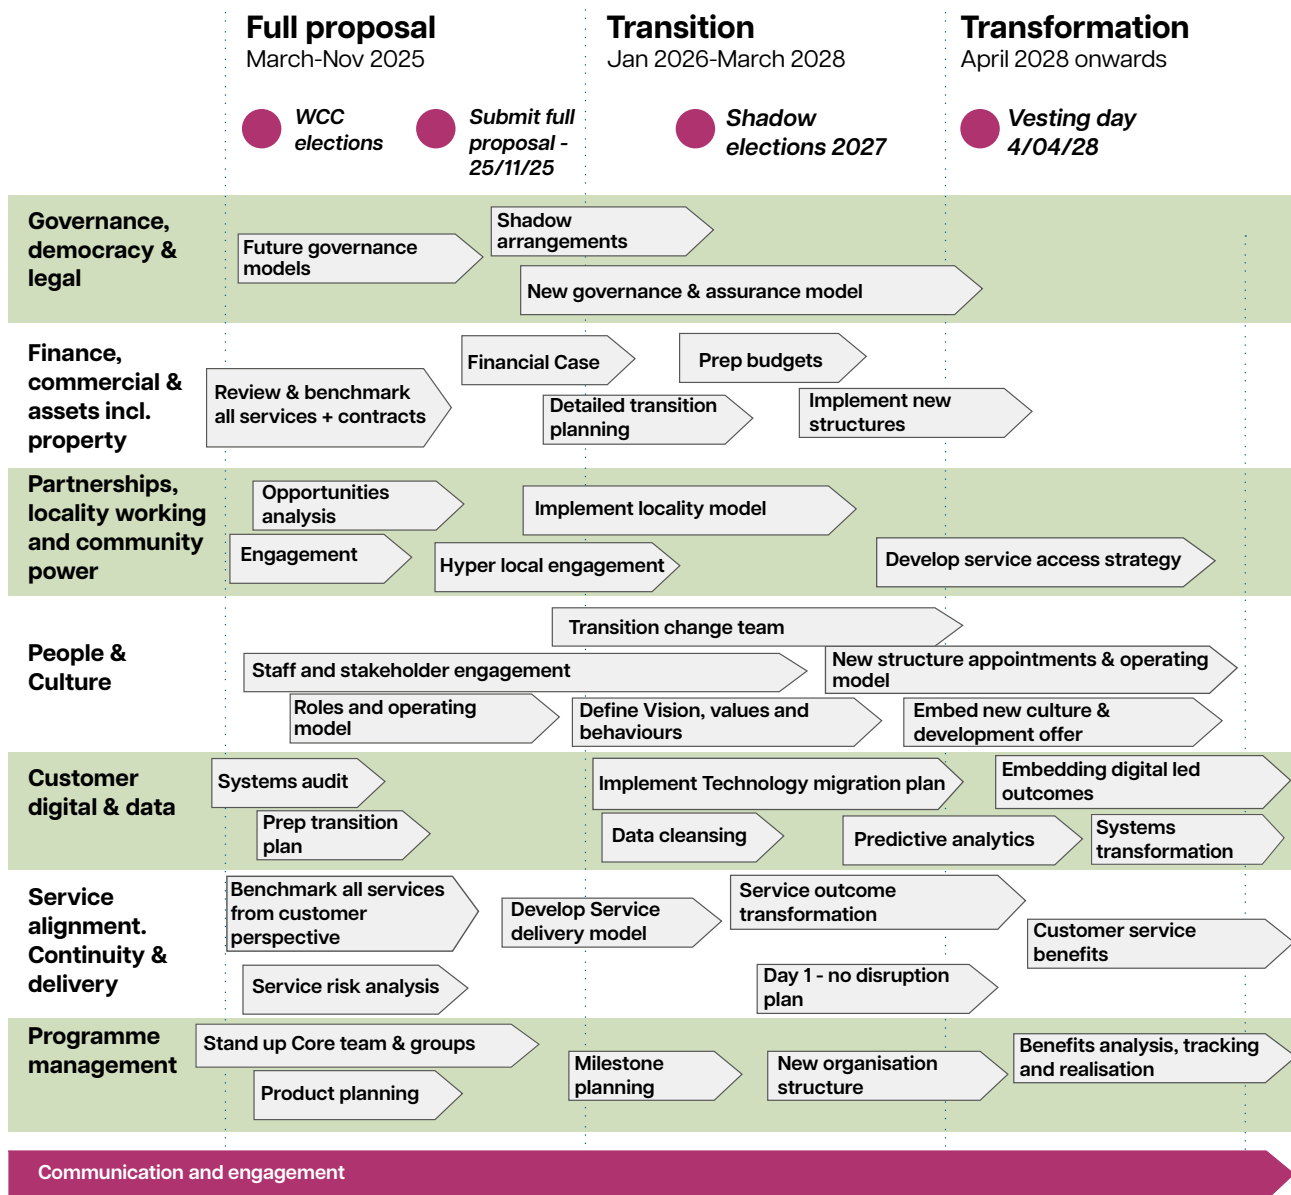 Full proposal
March-Nov 2025
Transition
Jan 2026-March 2028
Transformation
April 2028 onwards
WCC
elections
Submit full
proposal -
25/11/25
Shadow
elections 2027
Vesting day
4/04/28
Governance,
democracy &
legal
Future governance
models
Shadow
arrangements
New governance & assurance model
Finance,
commercial &
assets incl.
property
Review & benchmark
all services + contracts
Financial Case
Detailed transition
planning
Prep budgets
Implement new
structures
Partnerships,
locality working
and community
power
Opportunities
analysis
Engagement
Implement locality model
Hyper local engagement
Develop service access strategy
People &
Culture
Transition change team
Staff and stakeholder engagement
New structure appointments & operating
model
Roles and operating
model
Define Vision, values and
behaviours
Embed new culture &
development offer
Customer
digital & data
Systems audit
Prep transition
plan
Implement Technology migration plan
Data cleansing
Embedding digital led
outcomes
Predictive analytics
Systems
transformation
Service
alignment.
Continuity &
delivery
Benchmark all services
from customer
perspective
Service risk analysis
Develop Service
delivery model
Service outcome
transformation
Day 1 - no disruption
plan
Customer service
benefits
Programme
management
Stand up Core team & groups
Product planning
Milestone
planning
New organisation
structure
Benefits analysis, tracking
and realisation
Communication and engagement